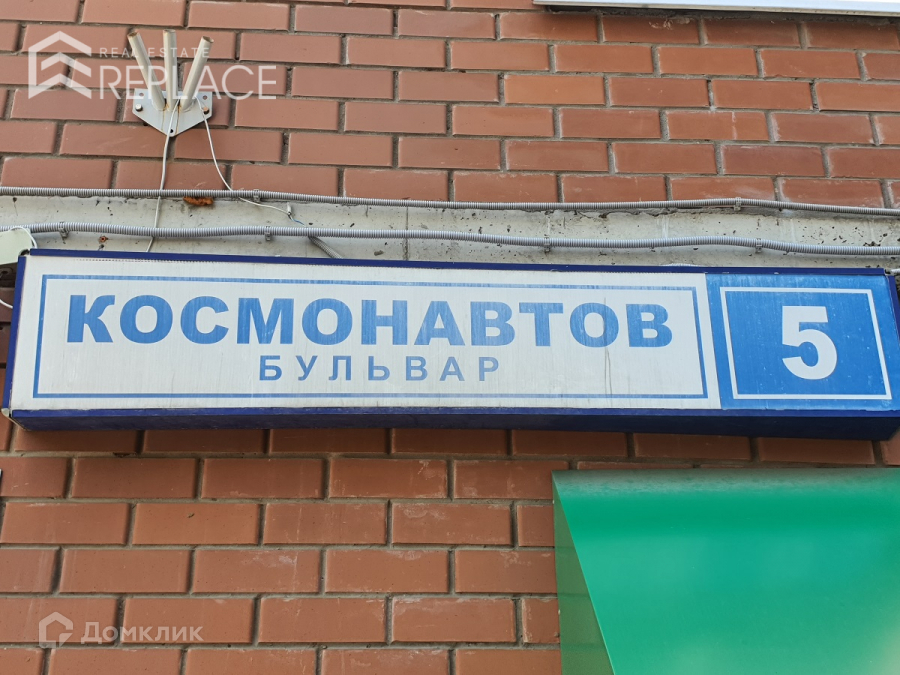 REAL ESTATE
REPLACE
КОСМОНАВТОВ
БУЛЬВАР
5
Домклик